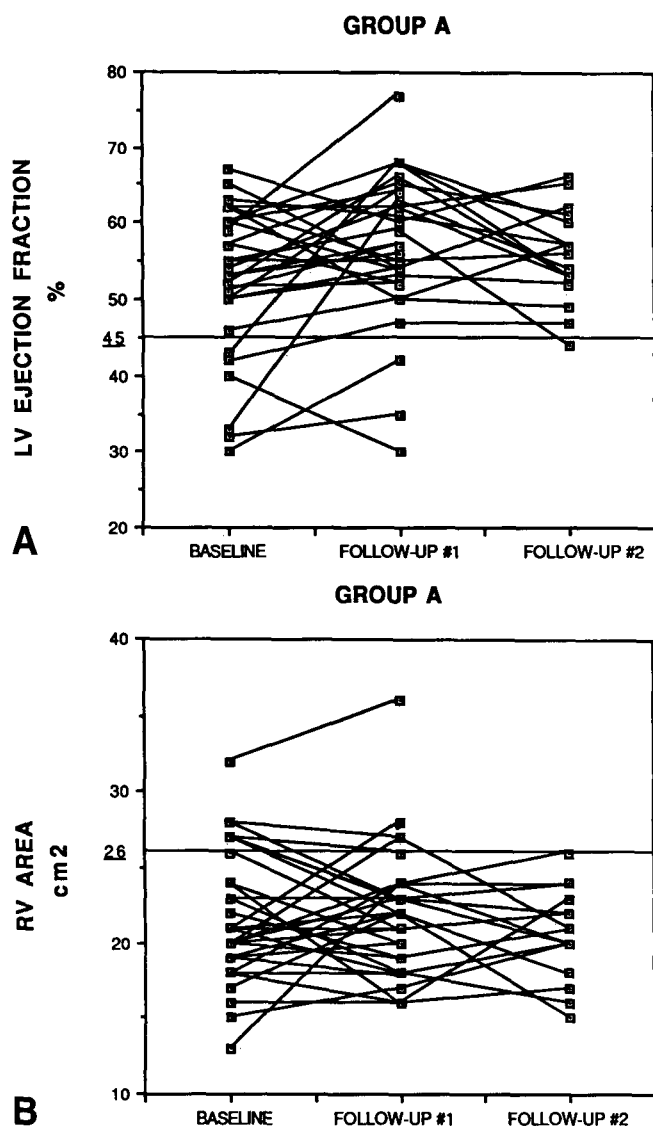 GROUP A
80
70
60
50
45
40
30
20
LV EJECTION FRACTION
%
A
BASELINE FOLLOW-UP #1 FOLLOW-UP #2
GROUP A
40
30
26
20
10
RV AREA
cm2
B
BASELINE FOLLOW-UP #1 FOLLOW-UP #2